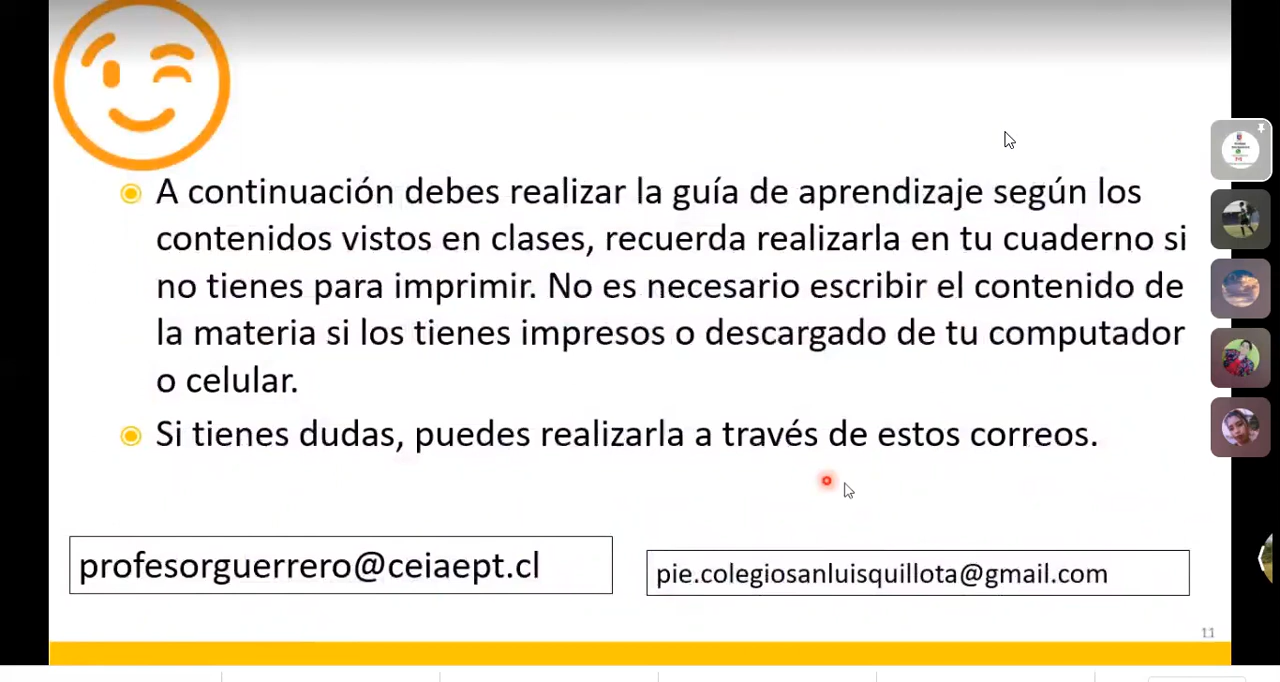 A continuación debes realizar la guía de aprendizaje según los
contenidos vistos en clases, recuerda realizarla en tu cuaderno si
no tienes para imprimir. No es necesario escribir el contenido de
la materia si los tienes impresos o descargado de tu computador
o celular.
Si tienes dudas, puedes realizarla a través de estos correos.
profesorguerrero@ceiaept.cl
pie.colegiosanluisquillota@gmail.com
11